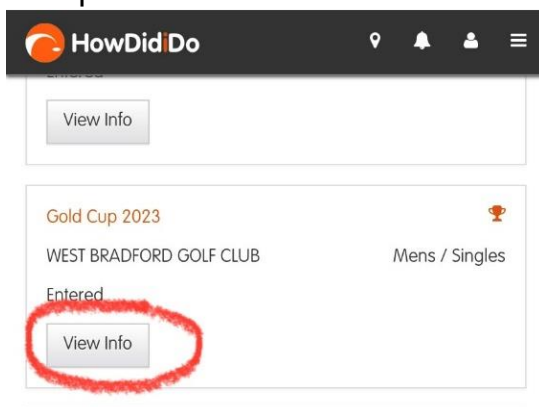 HowDidiDo
View Info
Gold Cup 2023
WEST BRADFORD GOLF CLUB Mens / Singles
Entered
View Info